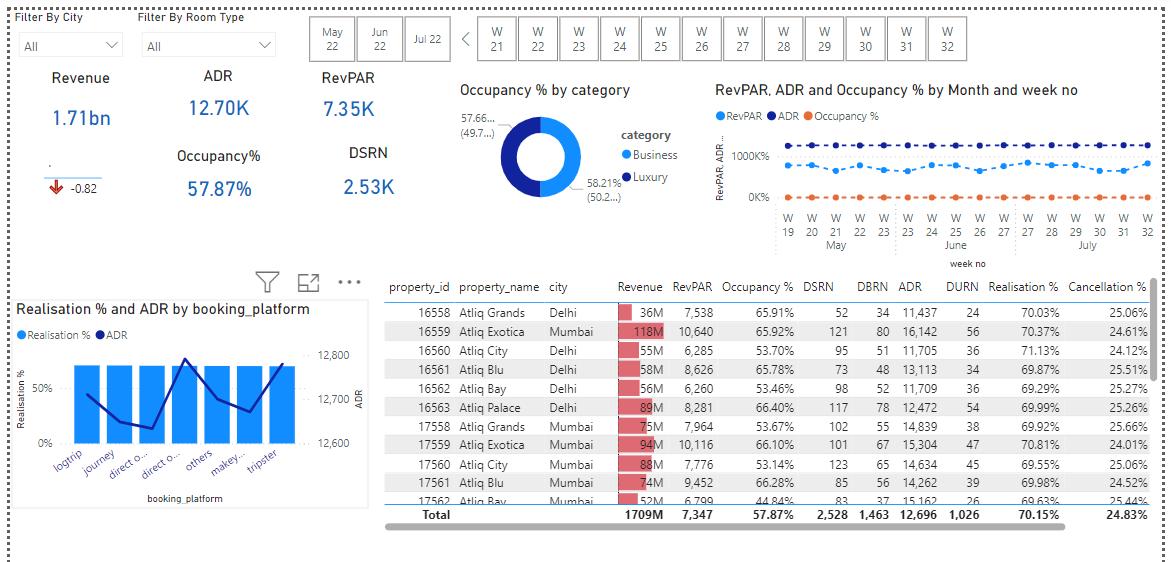 Filter By City
Filter By Room Type
All
All
May 22
Jun 22
Jul 22
W 21
W 22
W 23
W 24
W 25
W 26
W 27
W 28
W 29
W 30
W 31
W 32
Revenue
1.71bn
ADR
12.70K
RevPAR
7.35K
.
-0.82
Occupancy%
57.87%
DSRN
2.53K
Occupancy % by category
57.66...
(49.7...)
58.21%
(50.2...)
category
Business
Luxury
RevPAR, ADR and Occupancy % by Month and week no
RevPAR ADR Occupancy %
RevPAR, ADR...
1000K%
0K%
W 19
W 20
W 21
W 22
W 23
W 23
W 24
W 25
W 26
W 27
W 27
W 28
W 29
W 30
W 31
W 32
May June July
week no
Realisation % and ADR by booking_platform
Realisation % ADR
Realisation %
50%
0%
12,800
12,700
12,600
ADR
logtrip
journey
direct o...
direct o...
others
makey...
tripster
booking_platform
property_id property_name city Revenue RevPAR Occupancy % DSRN DBRN ADR DURN Realisation % Cancellation %
16558 Atliq Grands Delhi 36M 7,538 65.91% 52 34 11,437 24 70.03% 25.06%
16559 Atliq Exotica Mumbai 118M 10,640 65.92% 121 80 16,142 56 70.37% 24.61%
16560 Atliq City Delhi 55M 6,285 53.70% 95 51 11,705 36 71.13% 24.12%
16561 Atliq Blu Delhi 58M 8,626 65.78% 73 48 13,113 34 69.87% 25.51%
16562 Atliq Bay Delhi 56M 6,260 53.46% 98 52 11,709 36 69.29% 25.27%
16563 Atliq Palace Delhi 89M 8,281 66.40% 117 78 12,472 54 69.99% 25.26%
17558 Atliq Grands Mumbai 75M 7,964 53.67% 102 55 14,839 38 69.92% 25.66%
17559 Atliq Exotica Mumbai 94M 10,116 66.10% 101 67 15,304 47 70.81% 24.01%
17560 Atliq City Mumbai 88M 7,776 53.14% 123 65 14,634 45 69.55% 25.06%
17561 Atliq Blu Mumbai 74M 9,452 66.28% 85 56 14,262 39 69.98% 24.52%
17562 Atliq Bay Mumbai 52M 6,799 44.84% 83 37 15,162 26 69.63% 25.44%
Total 1709M 7,347 57.87% 2,528 1,463 12,696 1,026 70.15% 24.83%